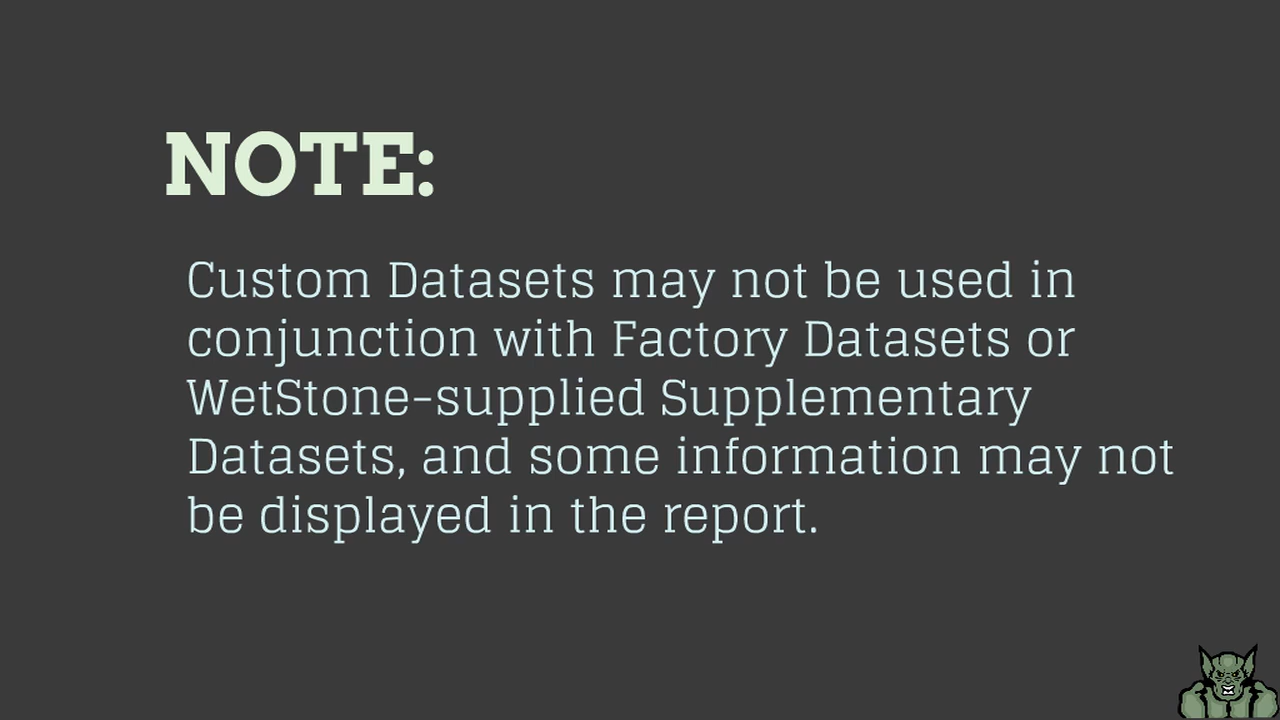 NOTE:
Custom Datasets may not be used in
conjunction with Factory Datasets or
WetStone-supplied Supplementary
Datasets, and some information may not
be displayed in the report.